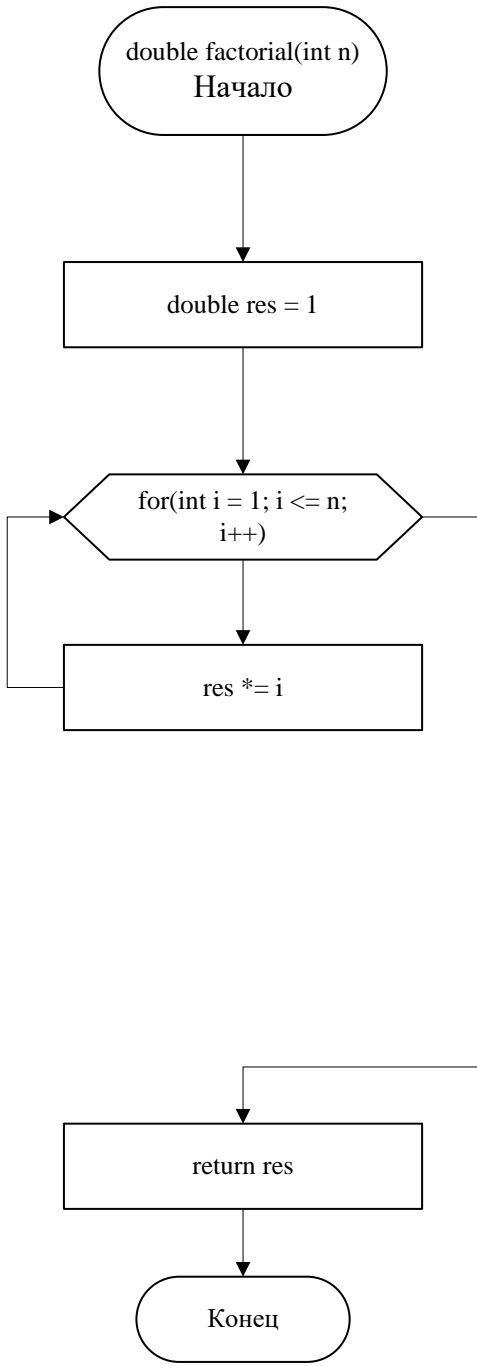 double factorial(int n)
Начало
double res = 1
for(int i = 1; i <= n;
i++)
res *= i
return res
Конец